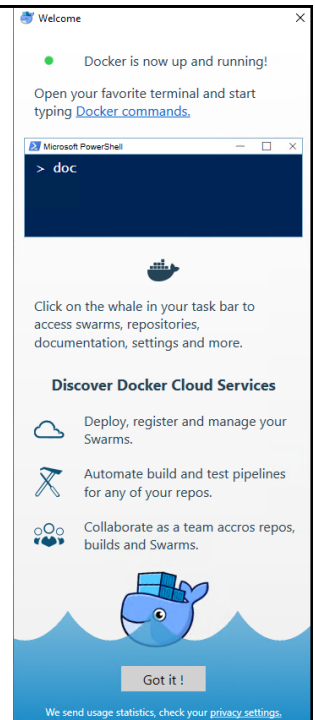 Welcome
Docker is now up and running!
Open your favorite terminal and start
typing Docker commands.
Microsoft PowerShell
> doc
Click on the whale in your task bar to
access swarms, repositories,
documentation, settings and more.
Discover Docker Cloud Services
Deploy, register and manage your
Swarms.
Automate build and test pipelines
for any of your repos.
Collaborate as a team accros repos,
builds and Swarms.
Got it !
We send usage statistics, check your privacy settings.